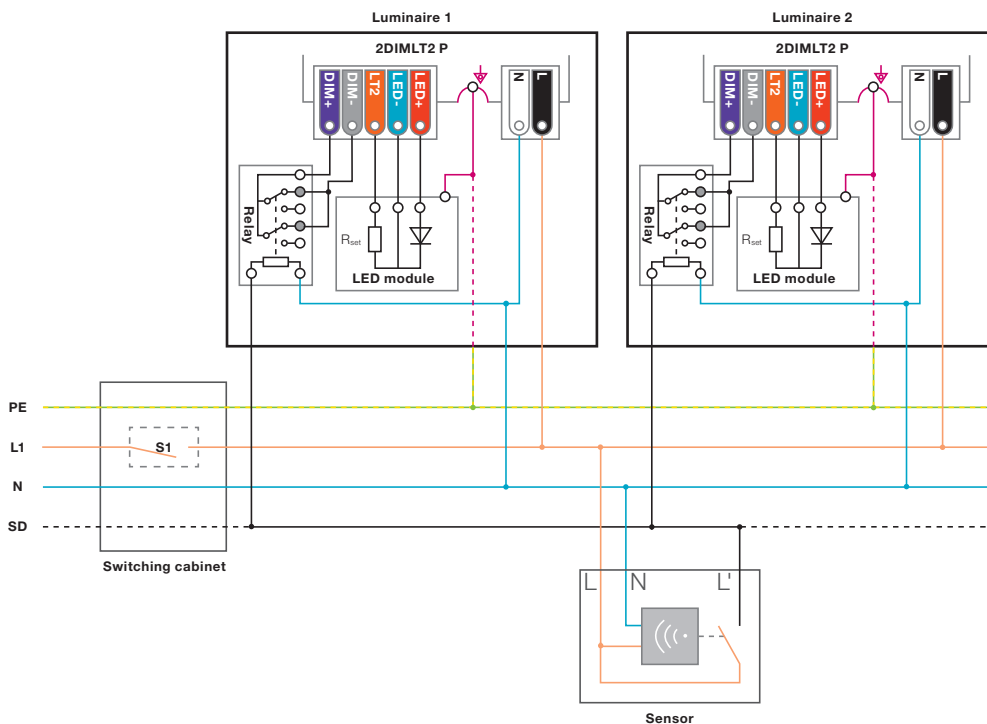 Luminaire 1
Luminaire 2
2DIMLT2 P
2DIMLT2 P
DIM+
DIM-
LT2
LED-
LED+
N
L
DIM+
DIM-
LT2
LED-
LED+
N
L
Relay
Rset
LED module
Relay
Rset
LED module
PE
L1
S1
N
SD
Switching cabinet
L N L'
Sensor